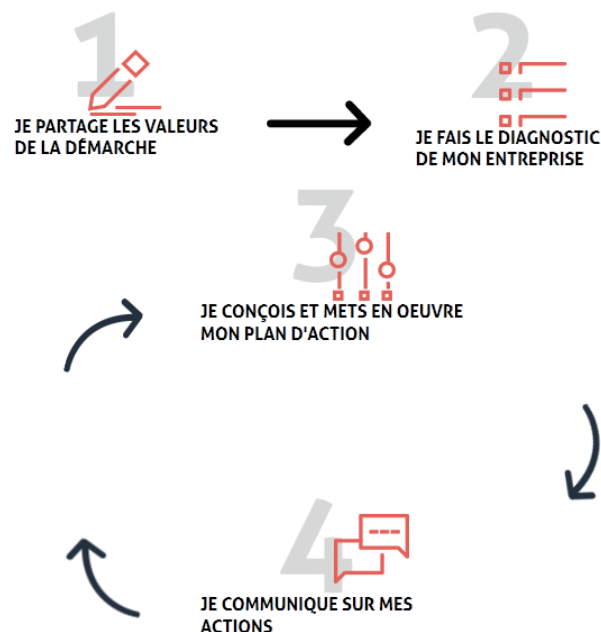 1
JE PARTAGE LES VALEURS
DE LA DÉMARCHE
2
JE FAIS LE DIAGNOSTIC
DE MON ENTREPRISE
3
JE CONÇOIS ET METS EN OEUVRE
MON PLAN D'ACTION
4
JE COMMUNIQUE SUR MES
ACTIONS